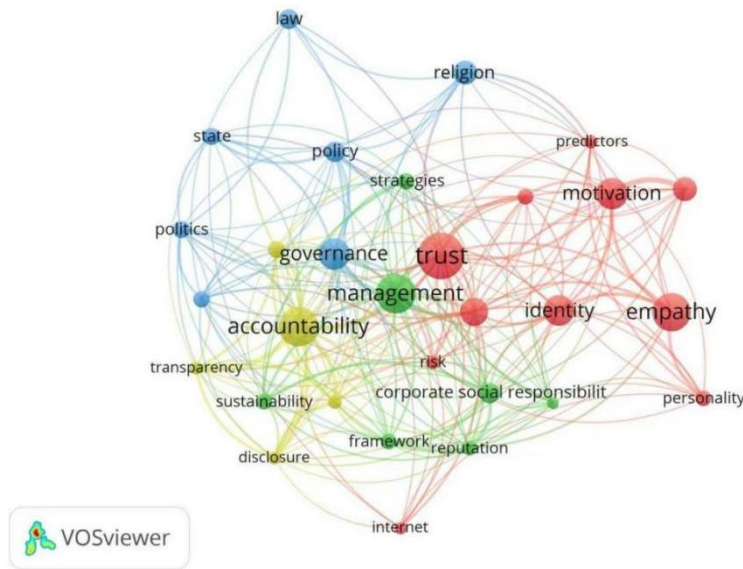 law
religion
state
predictors
policy
strategies
motivation
politics
governance
trust
management
accountability
identity
empathy
transparency
risk
sustainability
corporate social responsibilit
personality
framework
reputation
disclosure
internet
VOSviewer